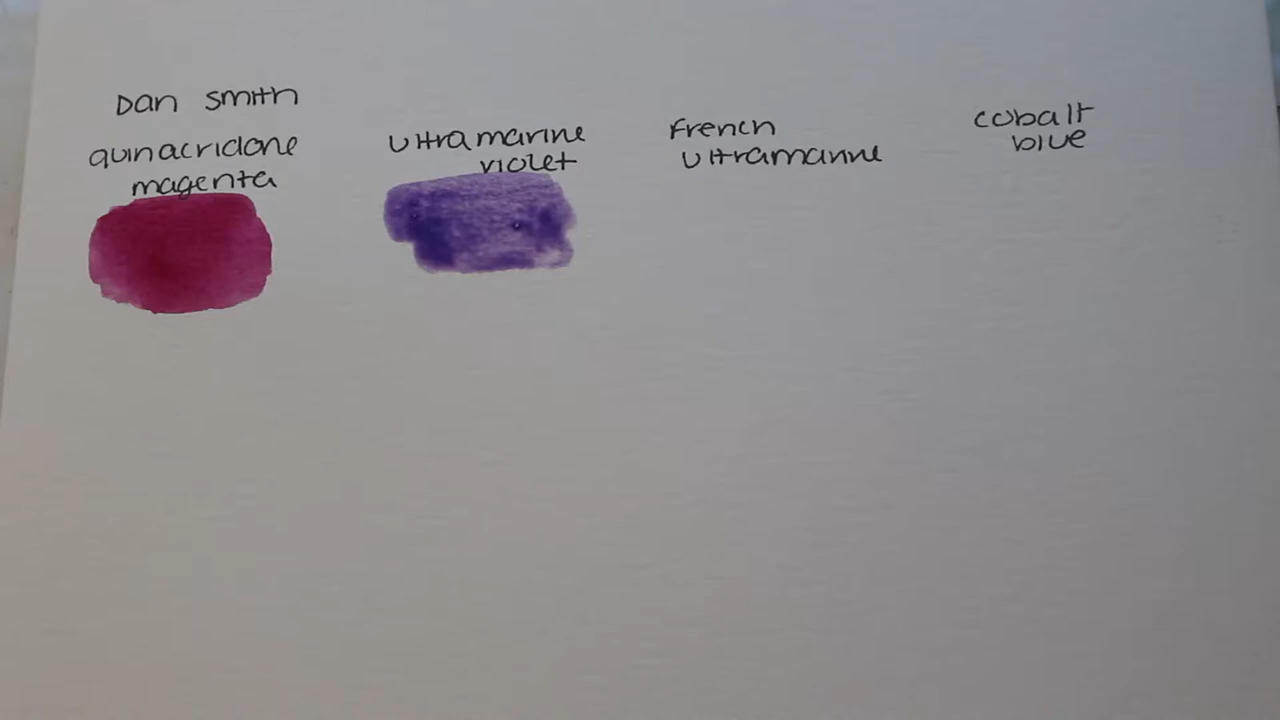 Dan Smith
quinacridone
magenta
ultramarine
violet
French
ultramarine
cobalt
blue